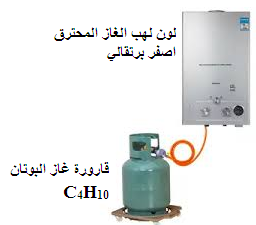 لون لهب الغاز المحترق
اصفر برتقالي
قارورة غاز البوتان
C4H10